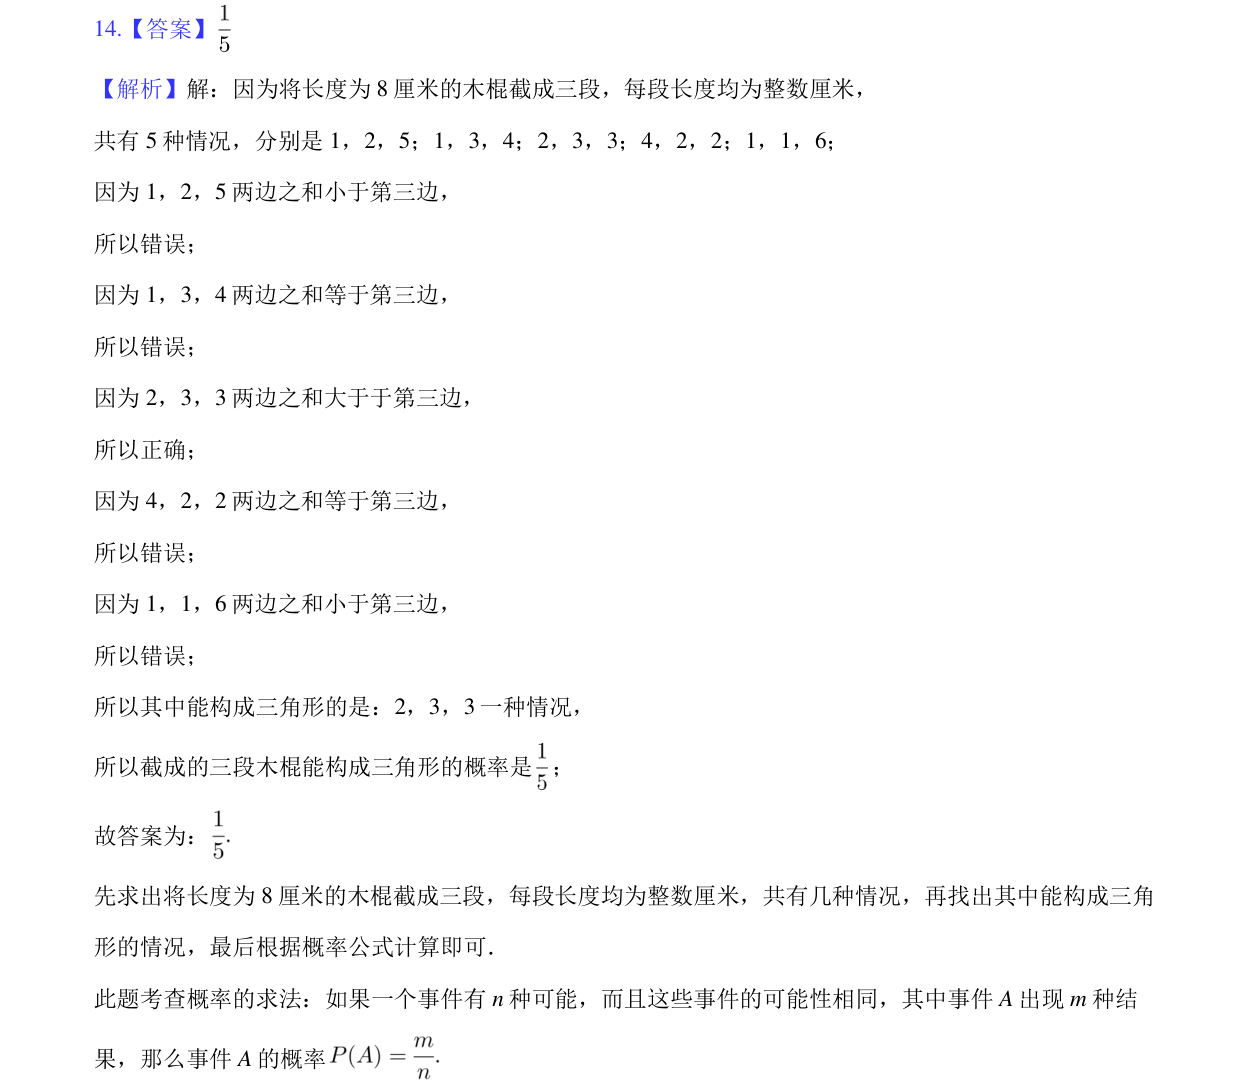 14.【答案】1/5
【解析】解：因为将长度为 8 厘米的木棍截成三段，每段长度均为整数厘米，
共有 5 种情况，分别是 1，2，5；1，3，4；2，3，3；4，2，2；1，1，6；
因为 1，2，5 两边之和小于第三边，
所以错误；
因为 1，3，4 两边之和等于第三边，
所以错误；
因为 2，3，3 两边之和大于于第三边，
所以正确；
因为 4，2，2 两边之和等于第三边，
所以错误；
因为 1，1，6 两边之和小于第三边，
所以错误；
所以其中能构成三角形的是：2，3，3 一种情况，
所以截成的三段木棍能构成三角形的概率是1/5；
故答案为：1/5.
先求出将长度为 8 厘米的木棍截成三段，每段长度均为整数厘米，共有几种情况，再找出其中能构成三角
形的情况，最后根据概率公式计算即可．
此题考查概率的求法：如果一个事件有 n 种可能，而且这些事件的可能性相同，其中事件 A 出现 m 种结
果，那么事件 A 的概率 P(A) = m/n.